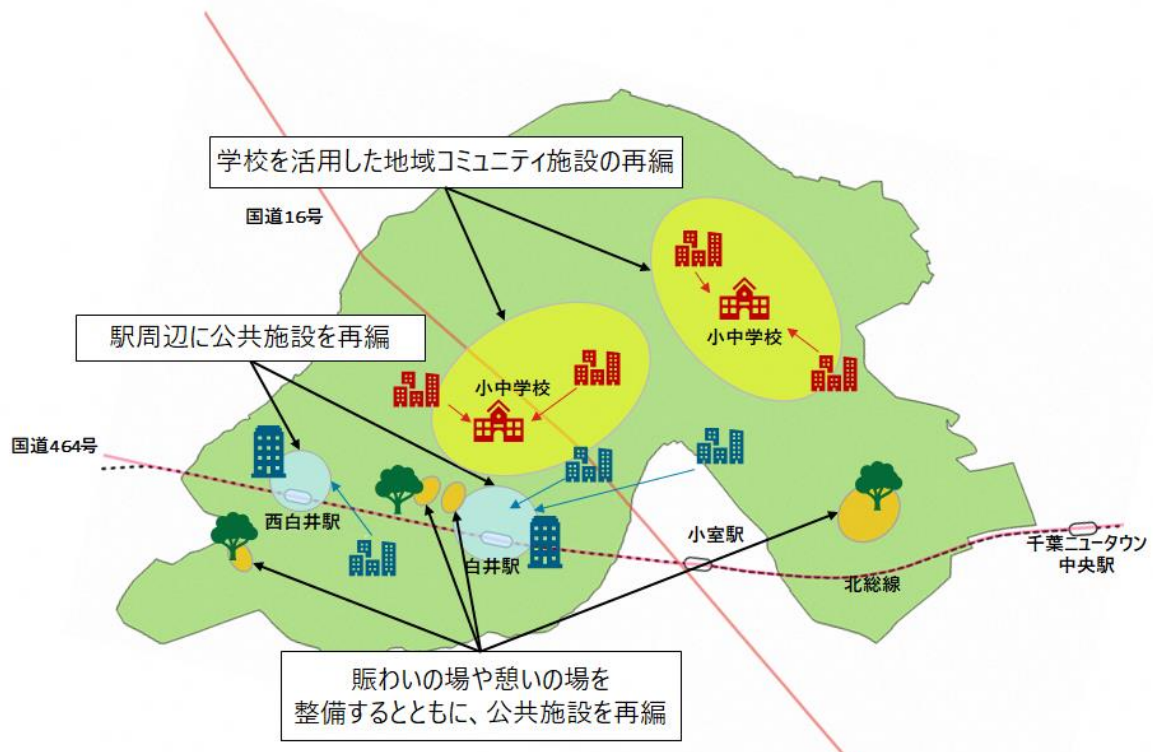 学校を活用した地域コミュニティ施設の再編
国道16号
駅周辺に公共施設を再編
小中学校
小中学校
国道464号
西白井駅
白井駅
小室駅
千葉ニュータウン
中央駅
北総線
賑わいの場や憩いの場を
整備するとともに、公共施設を再編